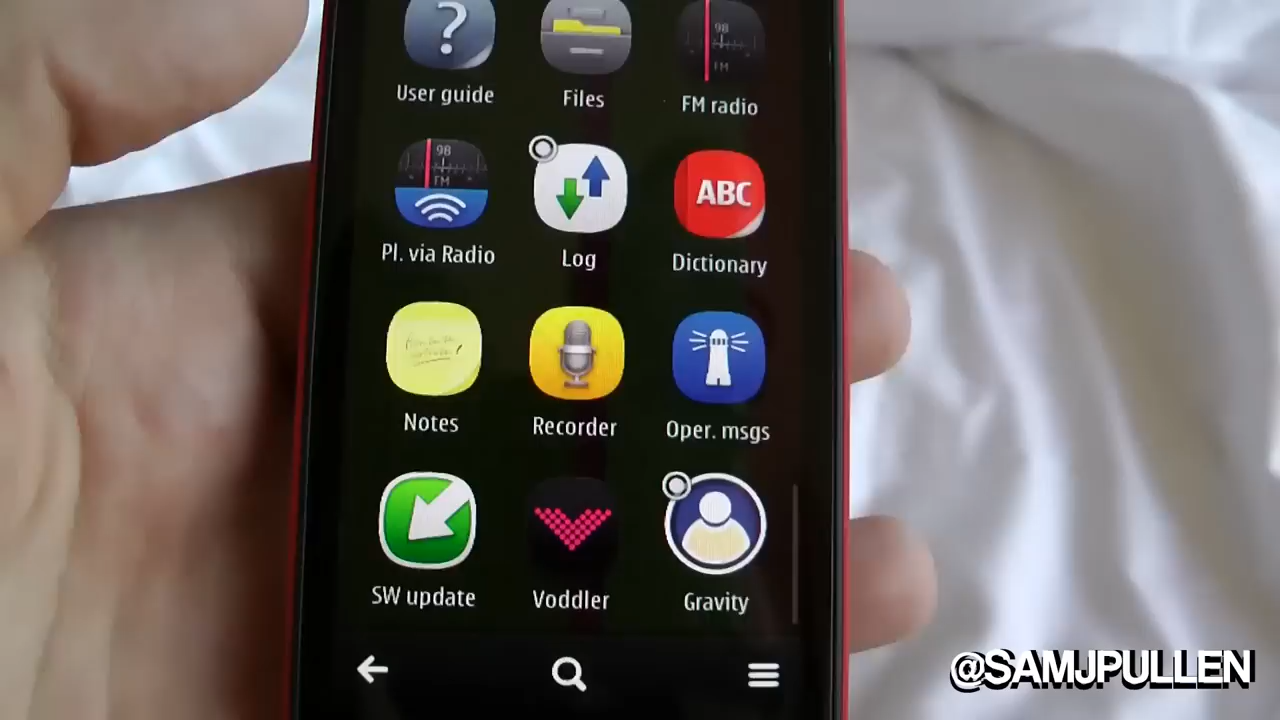 ?
98
98
FM
User guide
Files
FM radio
98
FM
ABC
Pl. via Radio
Log
Dictionary
Notes
Recorder
Oper. msgs
SW update
Voddler
Gravity
@SAMJPULLEN